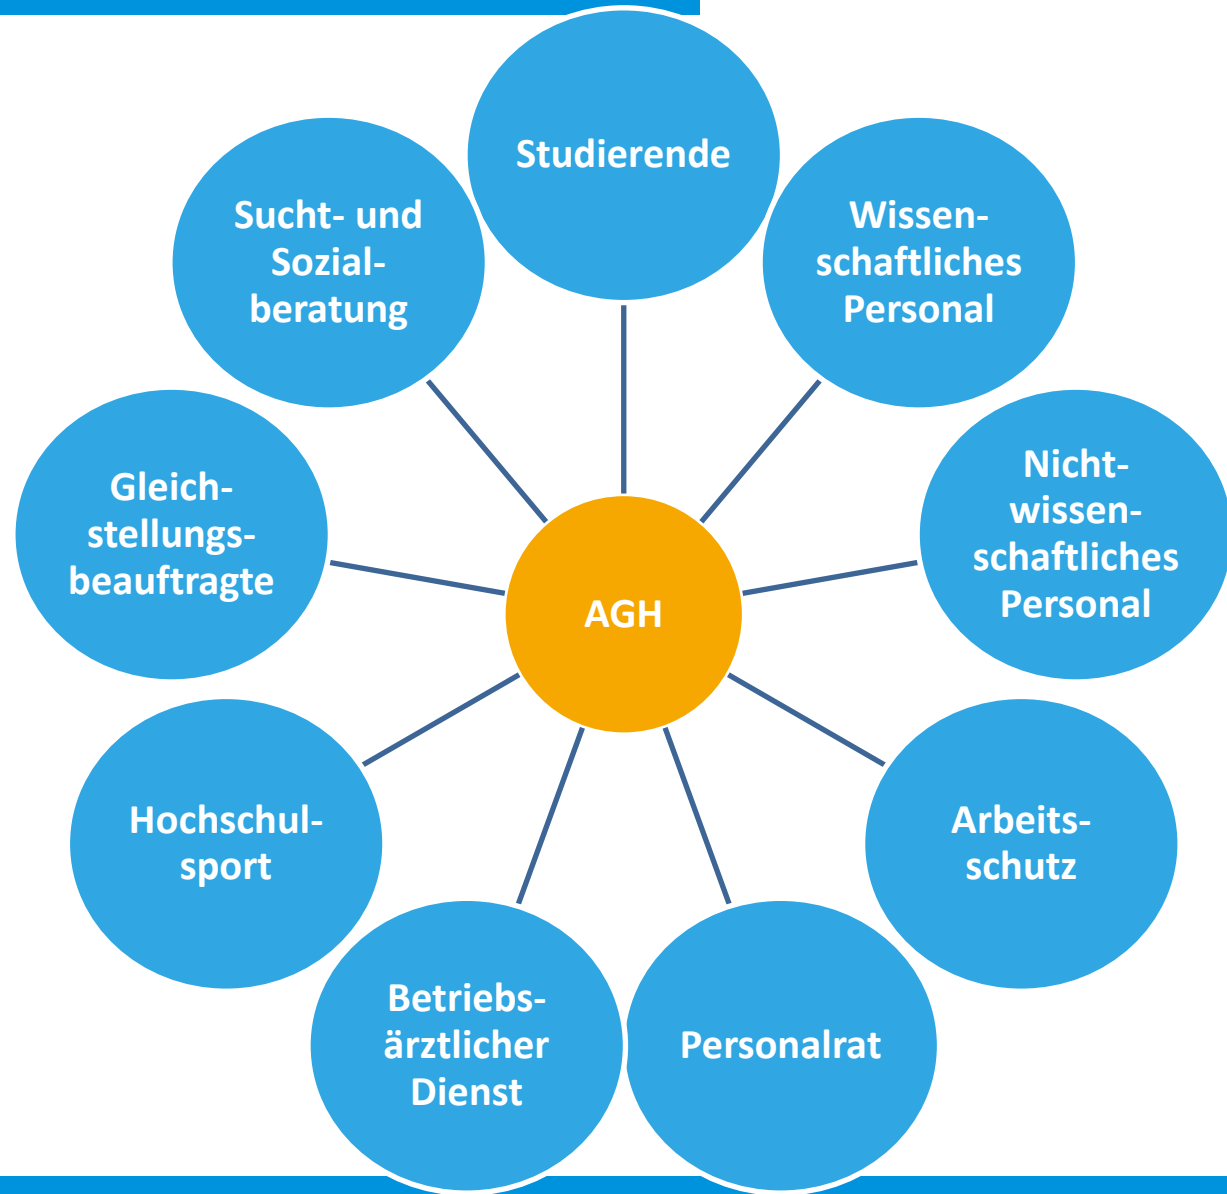 Studierende
Wissen-
schaftliches
Personal
Nicht-
wissen-
schaftliches
Personal
Arbeits-
schutz
Personalrat
Betriebs-
ärztlicher
Dienst
Hochschul-
sport
Gleich-
stellungs-
beauftragte
Sucht- und
Sozial-
beratung
AGH